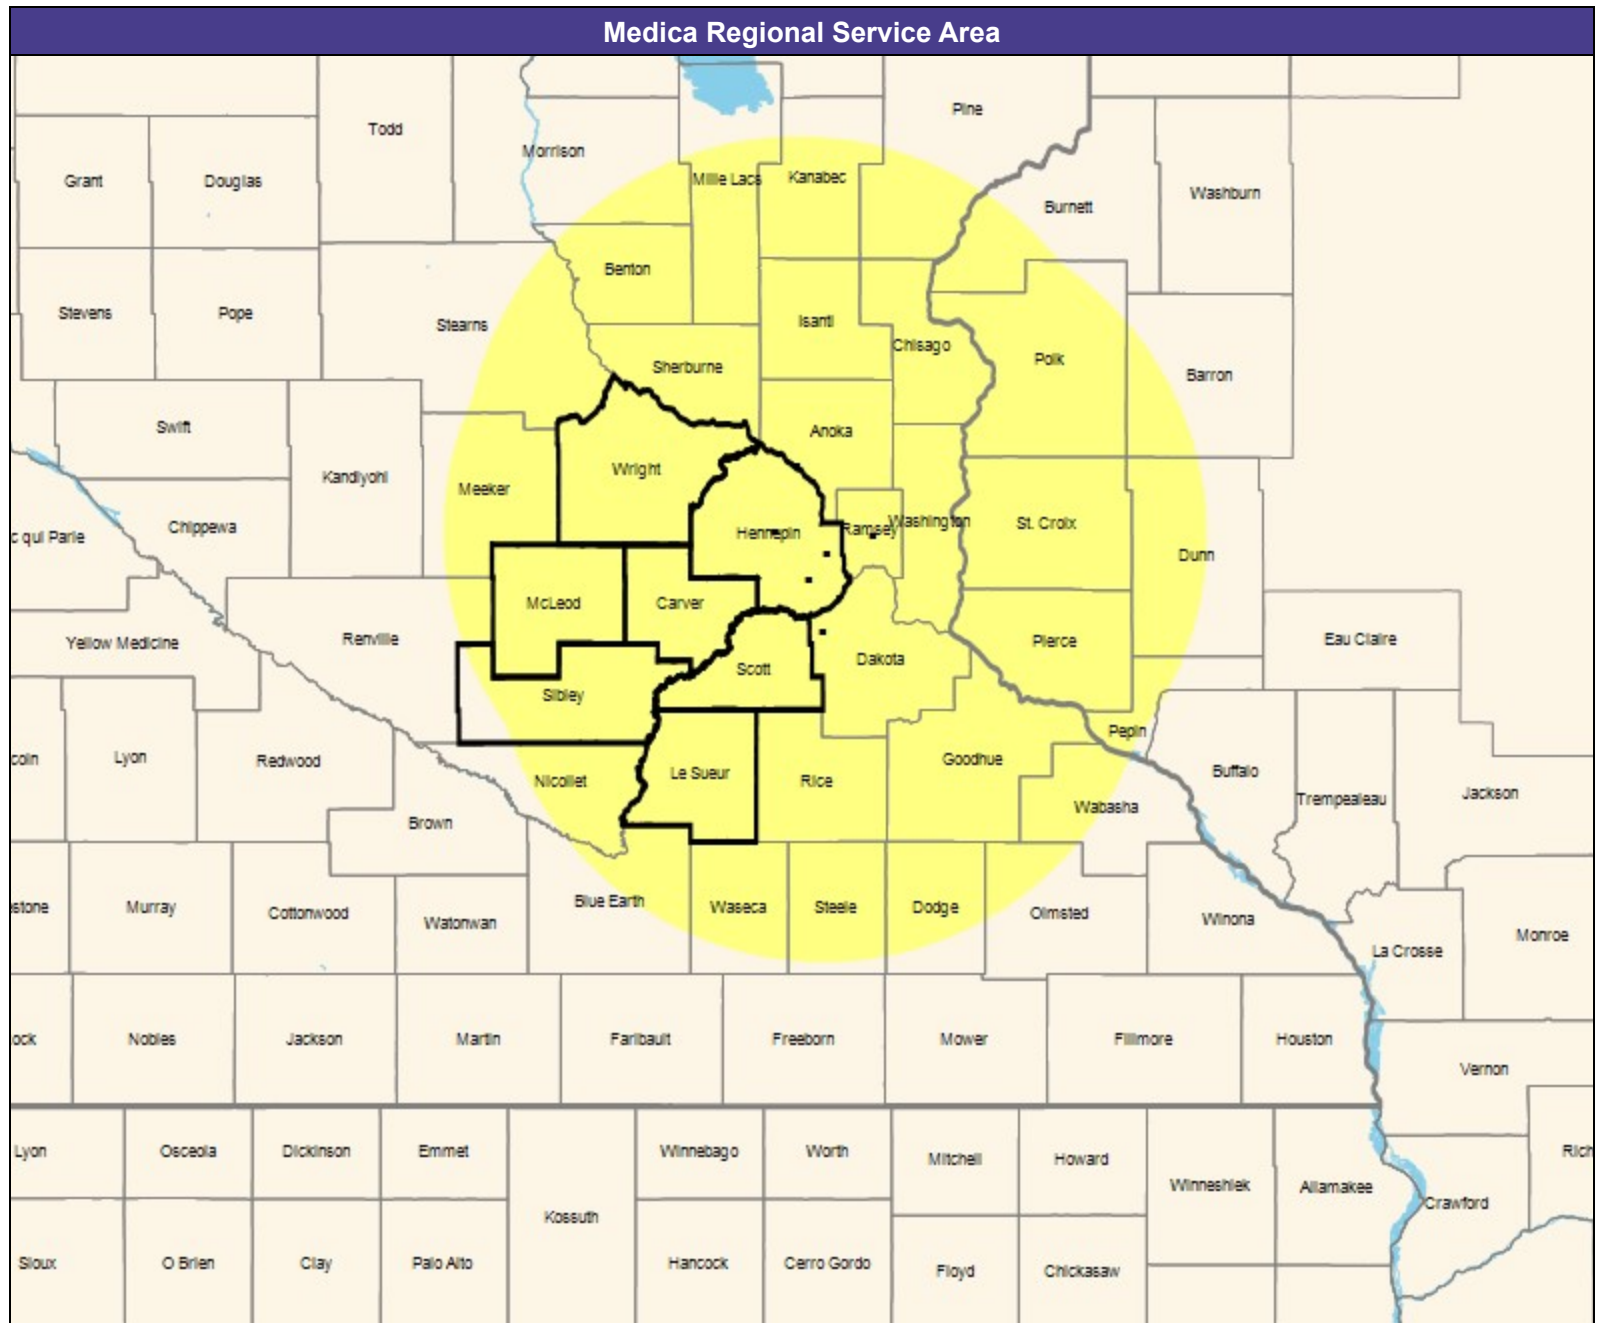 Medica Regional Service Area
Pine
Todd
Morrison
Mille Lacs
Kanabec
Grant
Douglas
Washburn
Burnett
Benton
Stevens
Pope
Isanti
Stearns
Chisago
Polk
Sherburne
Barron
Swift
Anoka
Wright
Kandiyohi
Meeker
Chippewa
Hennepin
Ramsey
Washington
St. Croix
c qui Parle
Dunn
McLeod
Carver
Yellow Medicine
Renville
Pierce
Eau Claire
Scott
Dakota
Sibley
Pepin
coln
Lyon
Redwood
Goodhue
Buffalo
Le Sueur
Nicollet
Rice
Trempealeau
Jackson
Wabasha
Brown
Blue Earth
stone
Murray
Cottonwood
Waseca
Steele
Dodge
Olmsted
Watonwan
Winona
Monroe
La Crosse
ock
Nobles
Jackson
Martin
Faribault
Freeborn
Mower
Fillmore
Houston
Vernon
Lyon
Osceola
Dickinson
Emmet
Winnebago
Worth
Mitchell
Howard
Rich
Winneshiek
Allamakee
Crawford
Kossuth
Sioux
O Brien
Clay
Palo Alto
Hancock
Cerro Gordo
Floyd
Chickasaw